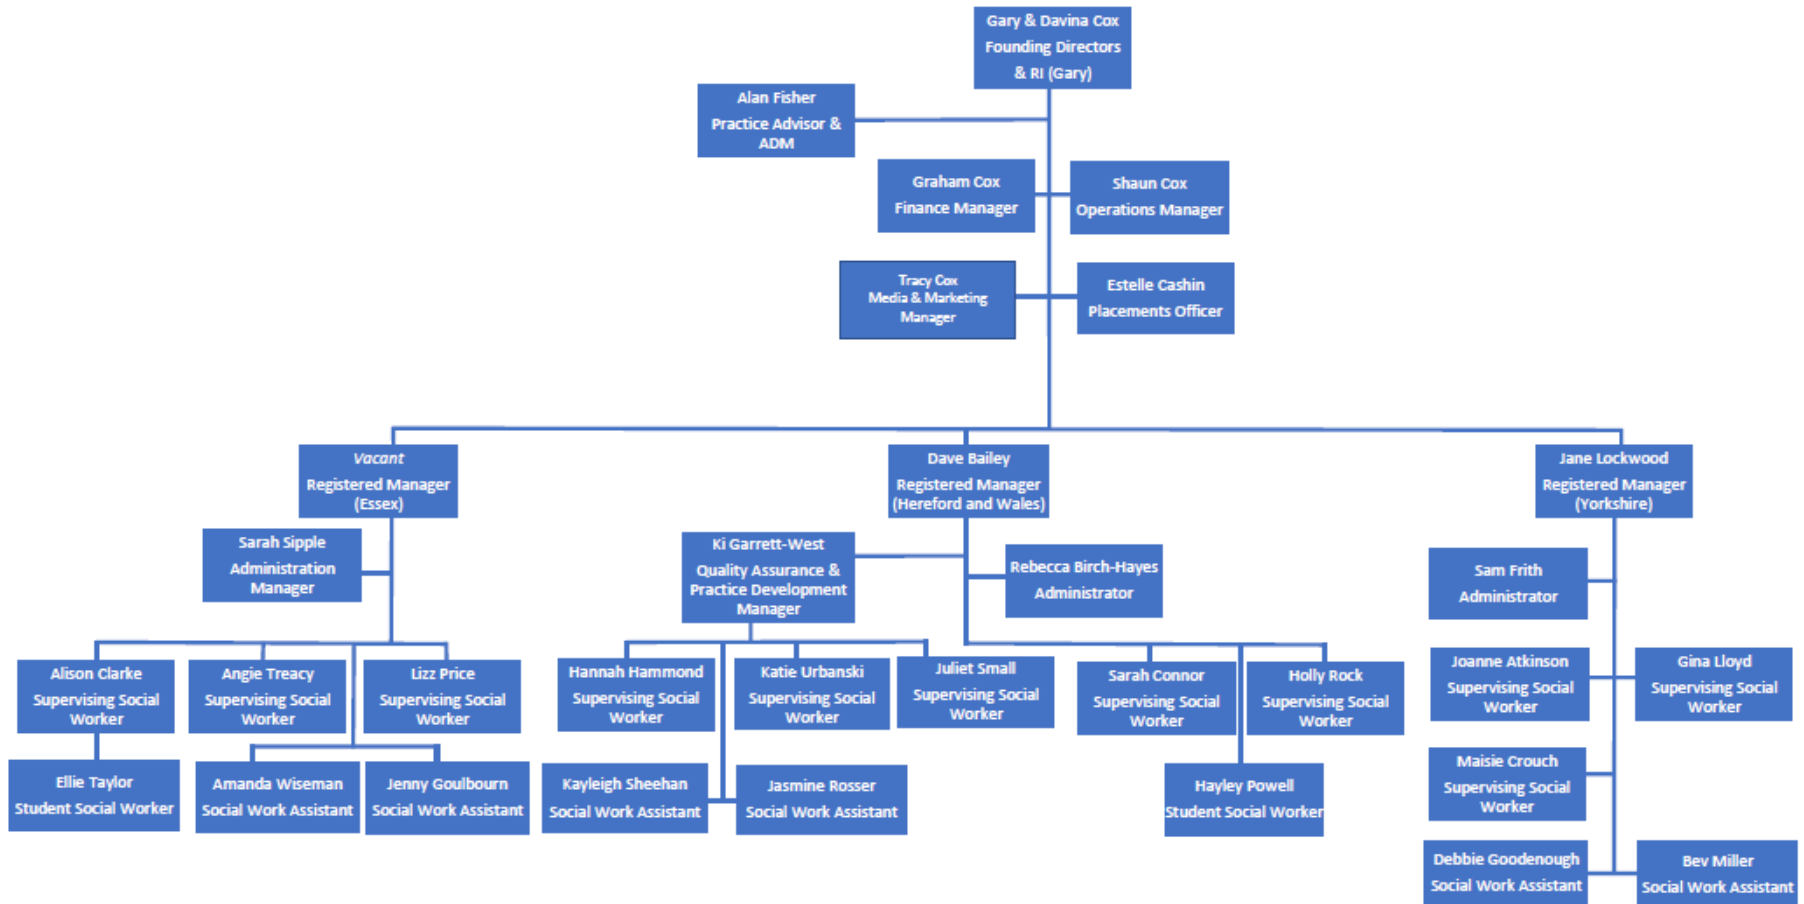 Gary & Davina Cox
Founding Directors
& RI (Gary)
Alan Fisher
Practice Advisor &
ADM
Graham Cox
Finance Manager
Shaun Cox
Operations Manager
Tracy Cox
Media & Marketing
Manager
Estelle Cashin
Placements Officer
Vacant
Registered Manager
(Essex)
Dave Bailey
Registered Manager
(Hereford and Wales)
Jane Lockwood
Registered Manager
(Yorkshire)
Sarah Sipple
Administration
Manager
Ki Garrett-West
Quality Assurance &
Practice Development
Manager
Rebecca Birch-Hayes
Administrator
Sam Frith
Administrator
Alison Clarke
Supervising Social
Worker
Angie Treacy
Supervising Social
Worker
Lizz Price
Supervising Social
Worker
Hannah Hammond
Supervising Social
Worker
Katie Urbanski
Supervising Social
Worker
Juliet Small
Supervising Social
Worker
Sarah Connor
Supervising Social
Worker
Holly Rock
Supervising Social
Worker
Joanne Atkinson
Supervising Social
Worker
Gina Lloyd
Supervising Social
Worker
Ellie Taylor
Student Social Worker
Amanda Wiseman
Social Work Assistant
Jenny Goulbourn
Social Work Assistant
Kayleigh Sheehan
Social Work Assistant
Jasmine Rosser
Social Work Assistant
Hayley Powell
Student Social Worker
Maisie Crouch
Supervising Social
Worker
Debbie Goodenough
Social Work Assistant
Bev Miller
Social Work Assistant